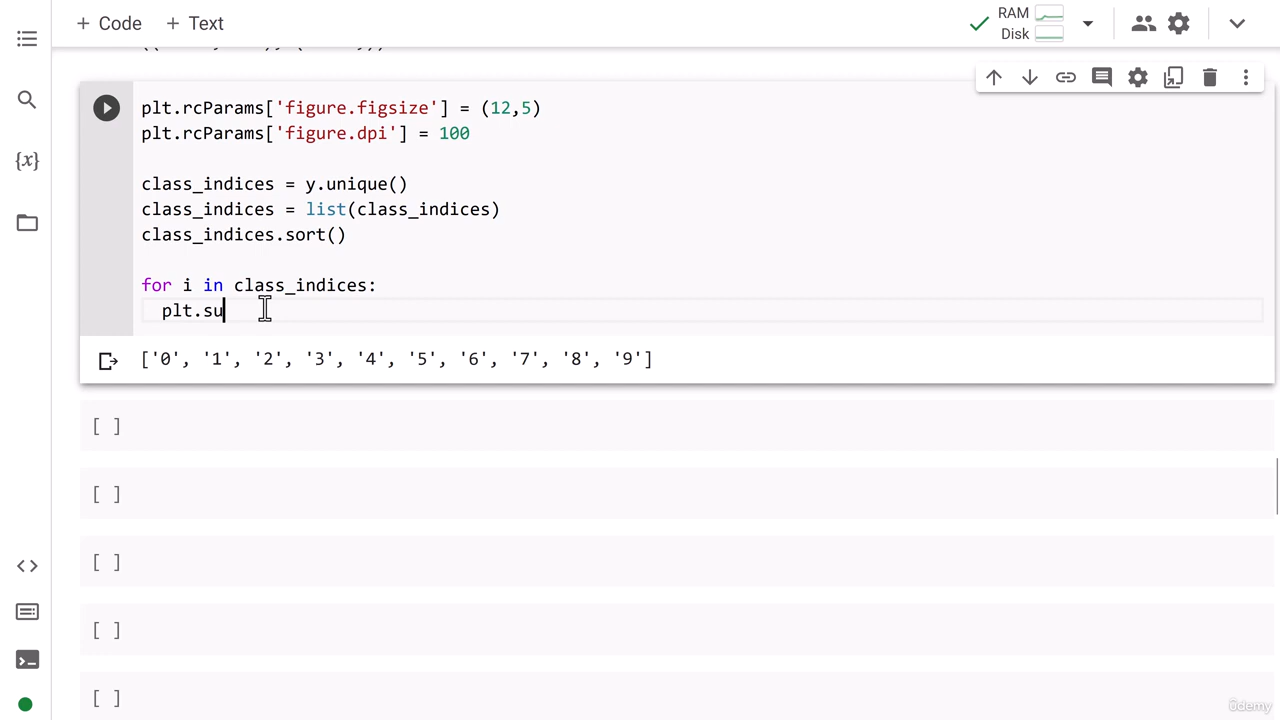 + Code + Text
RAM
Disk
{x}
plt.rcParams['figure.figsize'] = (12,5)
plt.rcParams['figure.dpi'] = 100
class_indices = y.unique()
class_indices = list(class_indices)
class_indices.sort()
for i in class_indices:
plt.su
['0', '1', '2', '3', '4', '5', '6', '7', '8', '9']
[ ]
[ ]
[ ]
[ ]
[ ]
<>
ûdemy